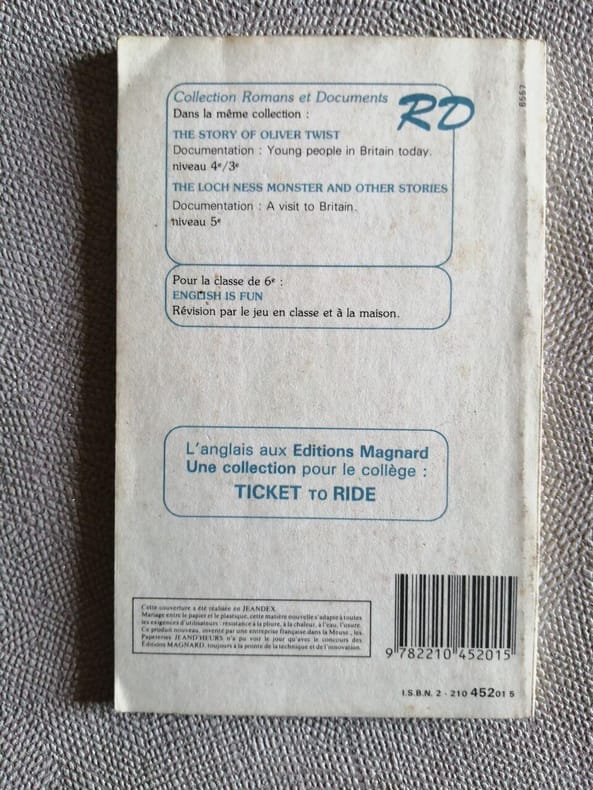 Collection Romans et Documents
RD
Dans la même collection :
THE STORY OF OLIVER TWIST
Documentation : Young people in Britain today.
niveau 4e/3e
THE LOCH NESS MONSTER AND OTHER STORIES
Documentation : A visit to Britain.
niveau 5e
Pour la classe de 6e :
ENGLISH IS FUN
Révision par le jeu en classe et à la maison.
L'anglais aux Editions Magnard
Une collection pour le collège :
TICKET TO RIDE
Cette couverture a été réalisée en JEANDEX.
Mariage entre le papier et le plastique, cette matière nouvelle s'adapte à toutes
les exigences d'utilisateurs : résistance à la pliure, à la chaleur, à l'eau, l'usure.
Ce produit nouveau, inventé par une entreprise française dans la Meuse, les
Papeteries JEAND'HEURS n'a pu voir le jour qu'avec le concours des
Éditions MAGNARD, toujours à la pointe de la technique et de l'innovation.
9 782210 452015
I.S.B.N. 2 - 210 45201 5